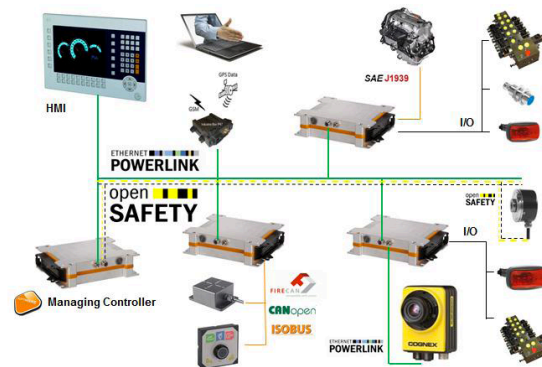 HMI
GPS Data
GSM
SAE J1939
I/O
ETHERNET
POWERLINK
open
SAFETY
open
SAFETY
I/O
Managing Controller
FIRECAN
CANopen
ISOBUS
ETHERNET
POWERLINK
COGNEX